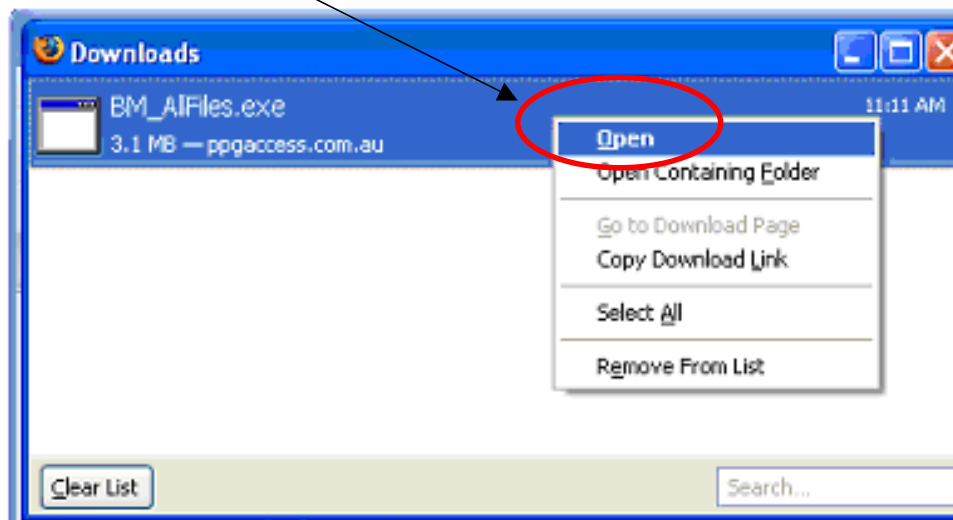 Downloads
BM_AlFiles.exe
11:11 AM
3.1 MB — ppgaccess.com.au
Open
Open Containing Folder
Go to Download Page
Copy Download Link
Select All
Remove From List
Clear List
Search...